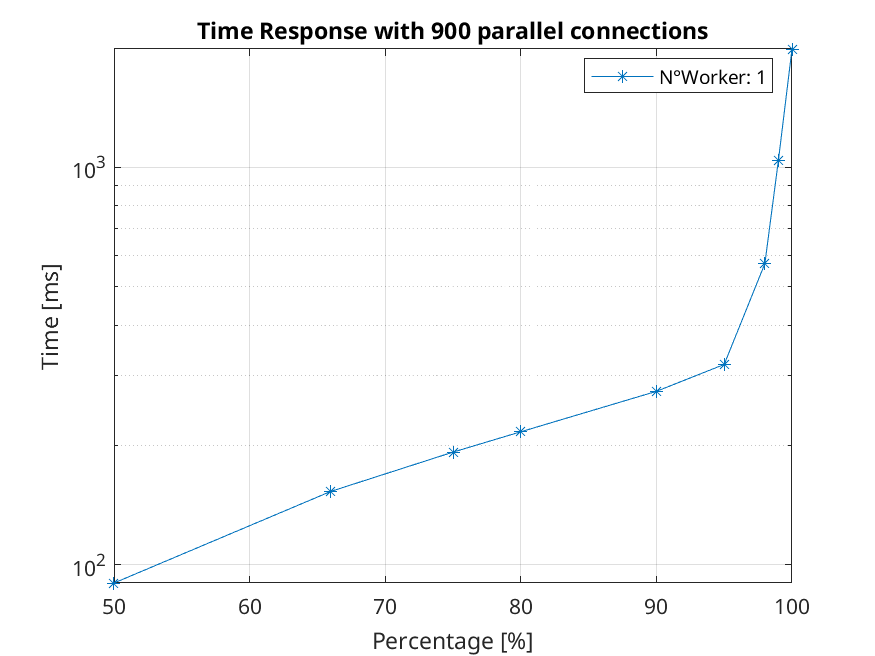 Time Response with 900 parallel connections
N°Worker: 1
10^3
10^2
Time [ms]
50 60 70 80 90 100
Percentage [%]